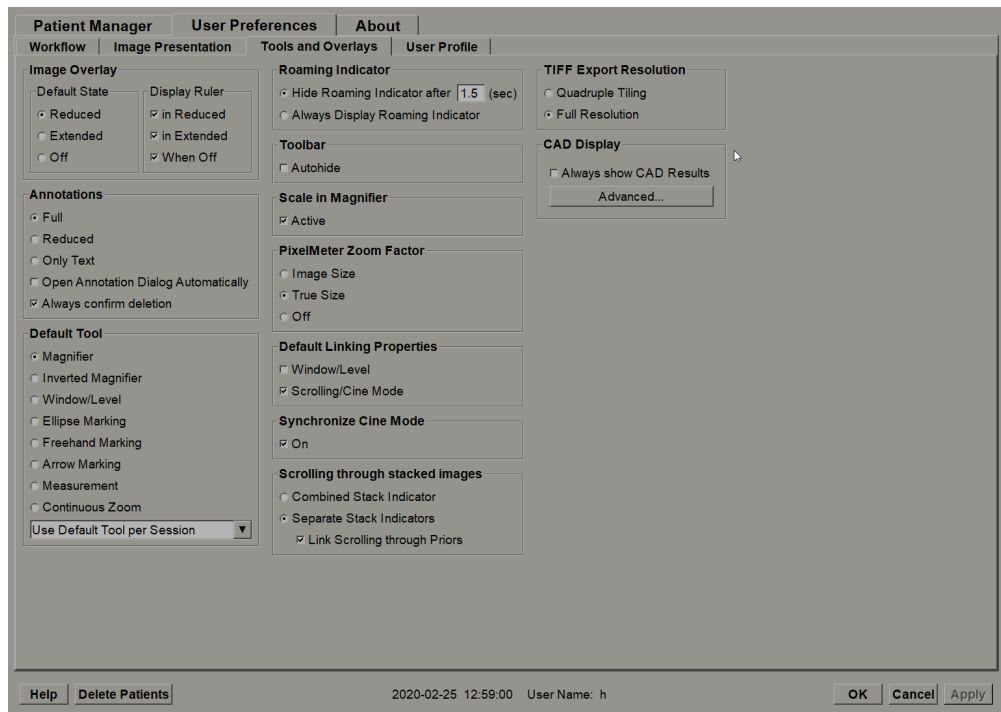 Patient Manager User Preferences About
Workflow Image Presentation Tools and Overlays User Profile
Image Overlay
Default State
Reduced
Extended
Off
Display Ruler
in Reduced
in Extended
When Off
Annotations
Full
Reduced
Only Text
Open Annotation Dialog Automatically
Always confirm deletion
Default Tool
Magnifier
Inverted Magnifier
Window/Level
Ellipse Marking
Freehand Marking
Arrow Marking
Measurement
Continuous Zoom
Use Default Tool per Session
Roaming Indicator
Hide Roaming Indicator after 1.5 (sec)
Always Display Roaming Indicator
Toolbar
Autohide
Scale in Magnifier
Active
PixelMeter Zoom Factor
Image Size
True Size
Off
Default Linking Properties
Window/Level
Scrolling/Cine Mode
Synchronize Cine Mode
On
Scrolling through stacked images
Combined Stack Indicator
Separate Stack Indicators
Link Scrolling through Priors
TIFF Export Resolution
Quadruple Tiling
Full Resolution
CAD Display
Always show CAD Results
Advanced...
Help Delete Patients 2020-02-25 12:59:00 User Name: h OK Cancel Apply